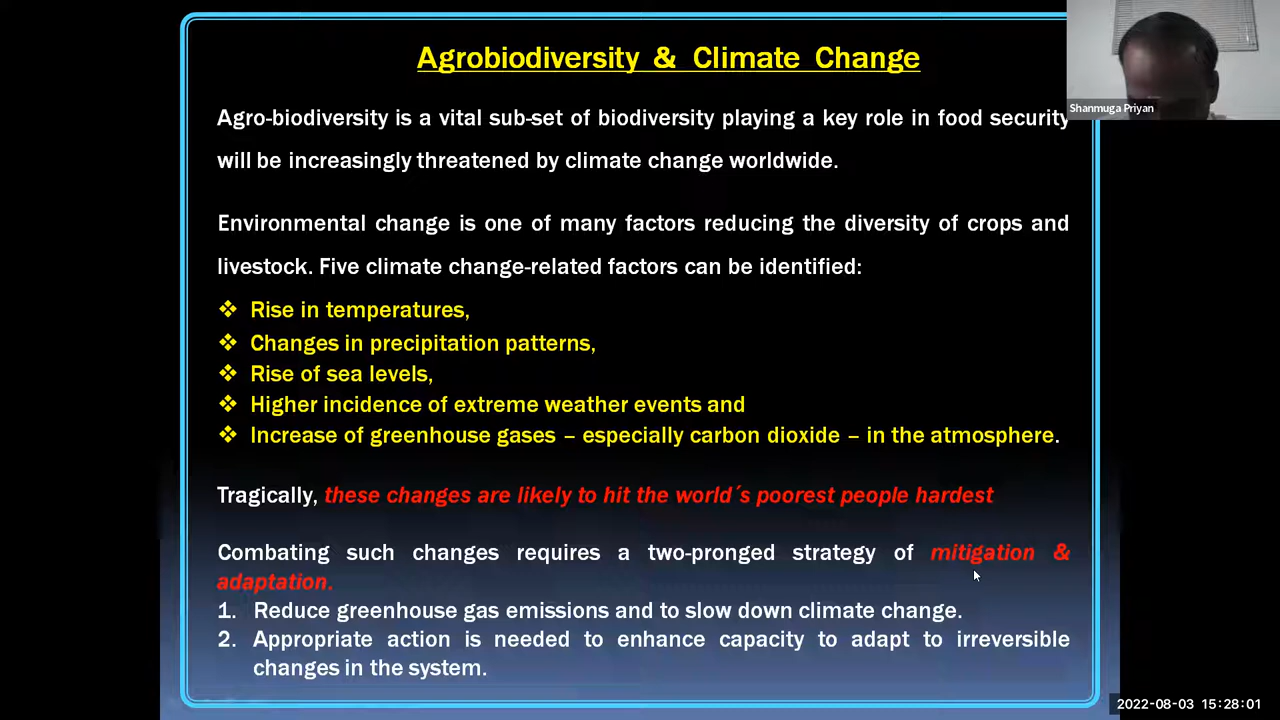 Agrobiodiversity & Climate Change
Shanmuga Priyan
Agro-biodiversity is a vital sub-set of biodiversity playing a key role in food security
will be increasingly threatened by climate change worldwide.
Environmental change is one of many factors reducing the diversity of crops and
livestock. Five climate change-related factors can be identified:
❖ Rise in temperatures,
❖ Changes in precipitation patterns,
❖ Rise of sea levels,
❖ Higher incidence of extreme weather events and
❖ Increase of greenhouse gases – especially carbon dioxide – in the atmosphere.
Tragically, these changes are likely to hit the world´s poorest people hardest
Combating such changes requires a two-pronged strategy of mitigation &
adaptation.
1. Reduce greenhouse gas emissions and to slow down climate change.
2. Appropriate action is needed to enhance capacity to adapt to irreversible
changes in the system.
2022-08-03 15:28:01